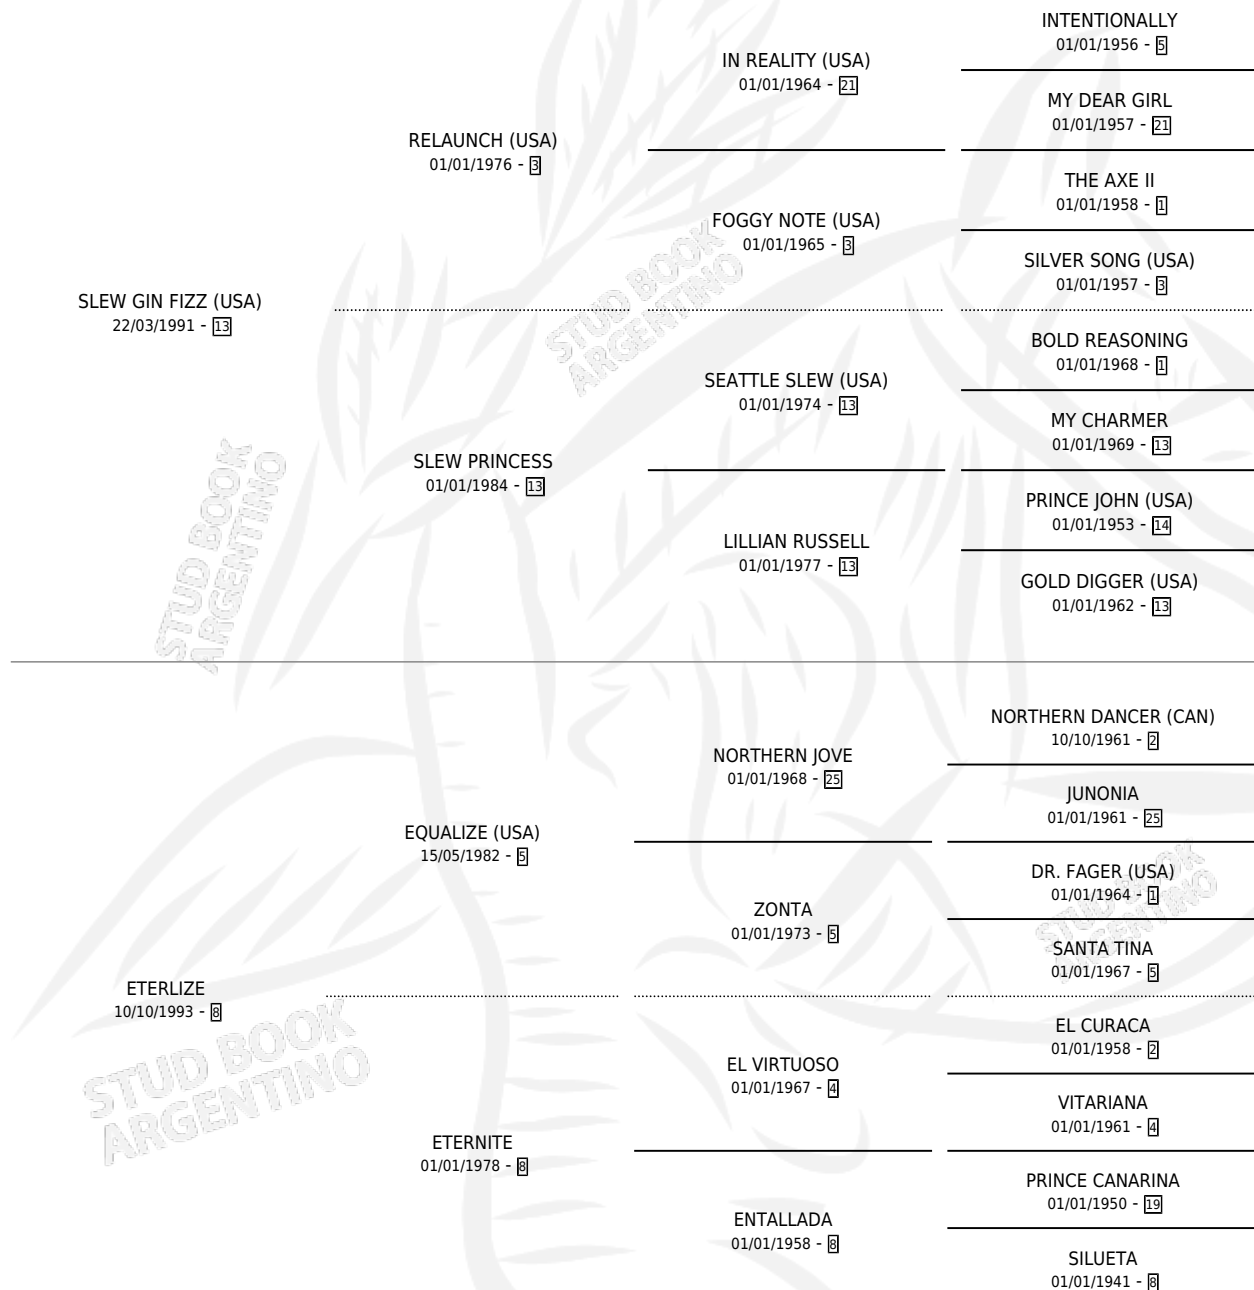 INTENTIONALLY
01/01/1956 - 5
IN REALITY (USA)
01/01/1964 - 21
MY DEAR GIRL
01/01/1957 - 21
RELAUNCH (USA)
01/01/1976 - 3
THE AXE II
01/01/1958 - 1
FOGGY NOTE (USA)
01/01/1965 - 3
SILVER SONG (USA)
01/01/1957 - 3
SLEW GIN FIZZ (USA)
22/03/1991 - 13
BOLD REASONING
01/01/1968 - 1
SEATTLE SLEW (USA)
01/01/1974 - 13
MY CHARMER
01/01/1969 - 13
SLEW PRINCESS
01/01/1984 - 13
PRINCE JOHN (USA)
01/01/1953 - 14
LILLIAN RUSSELL
01/01/1977 - 13
GOLD DIGGER (USA)
01/01/1962 - 13
NORTHERN DANCER (CAN)
10/10/1961 - 2
NORTHERN JOVE
01/01/1968 - 25
JUNONIA
01/01/1961 - 25
EQUALIZE (USA)
15/05/1982 - 5
DR. FAGER (USA)
01/01/1964 - 1
ZONTA
01/01/1973 - 5
SANTA TINA
01/01/1967 - 5
ETERLIZE
10/10/1993 - 8
EL CURACA
01/01/1958 - 2
EL VIRTUOSO
01/01/1967 - 4
VITARIANA
01/01/1961 - 4
ETERNITE
01/01/1978 - 8
PRINCE CANARINA
01/01/1950 - 19
ENTALLADA
01/01/1958 - 8
SILUETA
01/01/1941 - 8
STUD BOOK
ARGENTINO
STUD BOOK
ARGENTINO
STUD BOOK
ARGENTINO
STUD BOOK
ARGENTINO